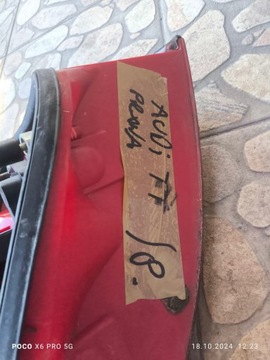 AUDI TT 18.
PRAWA
POCO X6 PRO 5G
18.10.2024 12:23